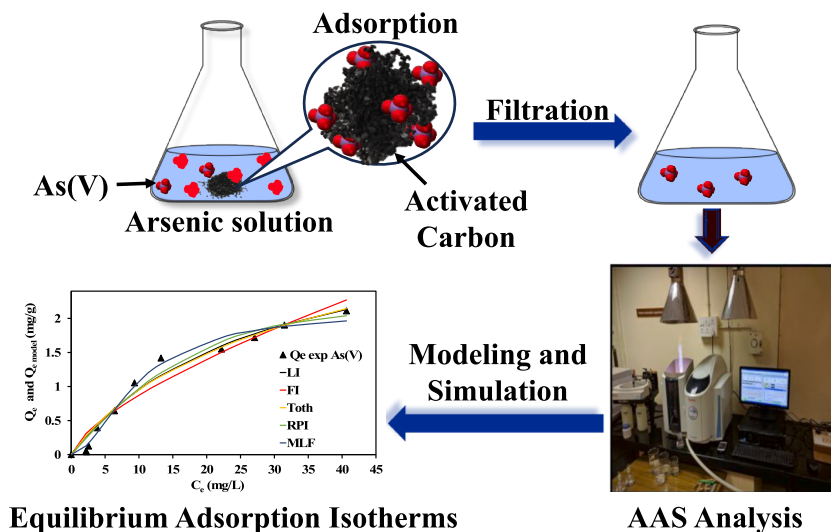 Adsorption
Filtration
As(V)
Arsenic solution
Activated
Carbon
Modeling and
Simulation
Qe and Qe model (mg/g)
2
1.5
1
0.5
0
Qe exp As(V)
LI
FI
Toth
RPI
MLF
0 5 10 15 20 25 30 35 40 45
Ce (mg/L)
Equilibrium Adsorption Isotherms
AAS Analysis